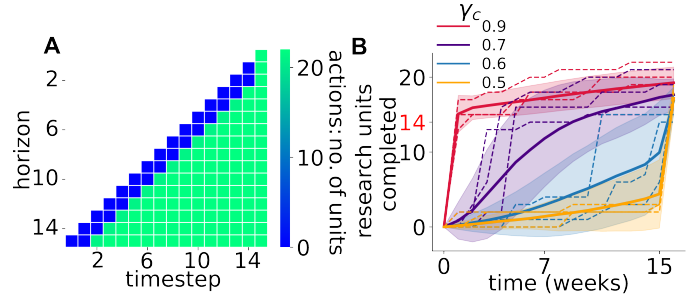 A
horizon
2
6
10
14
2
6
10
14
timestep
20
10
0
actions: no. of units
B
γc
0.9
0.7
0.6
0.5
research units
completed
20
14
10
0
0
7
15
time (weeks)